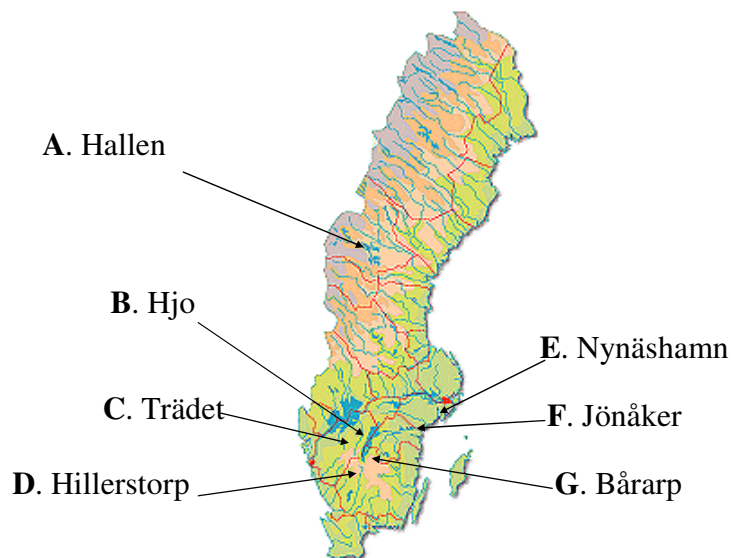 A. Hallen
B. Hjo
E. Nynäshamn
C. Trädet
F. Jönåker
D. Hillerstorp
G. Bårarp